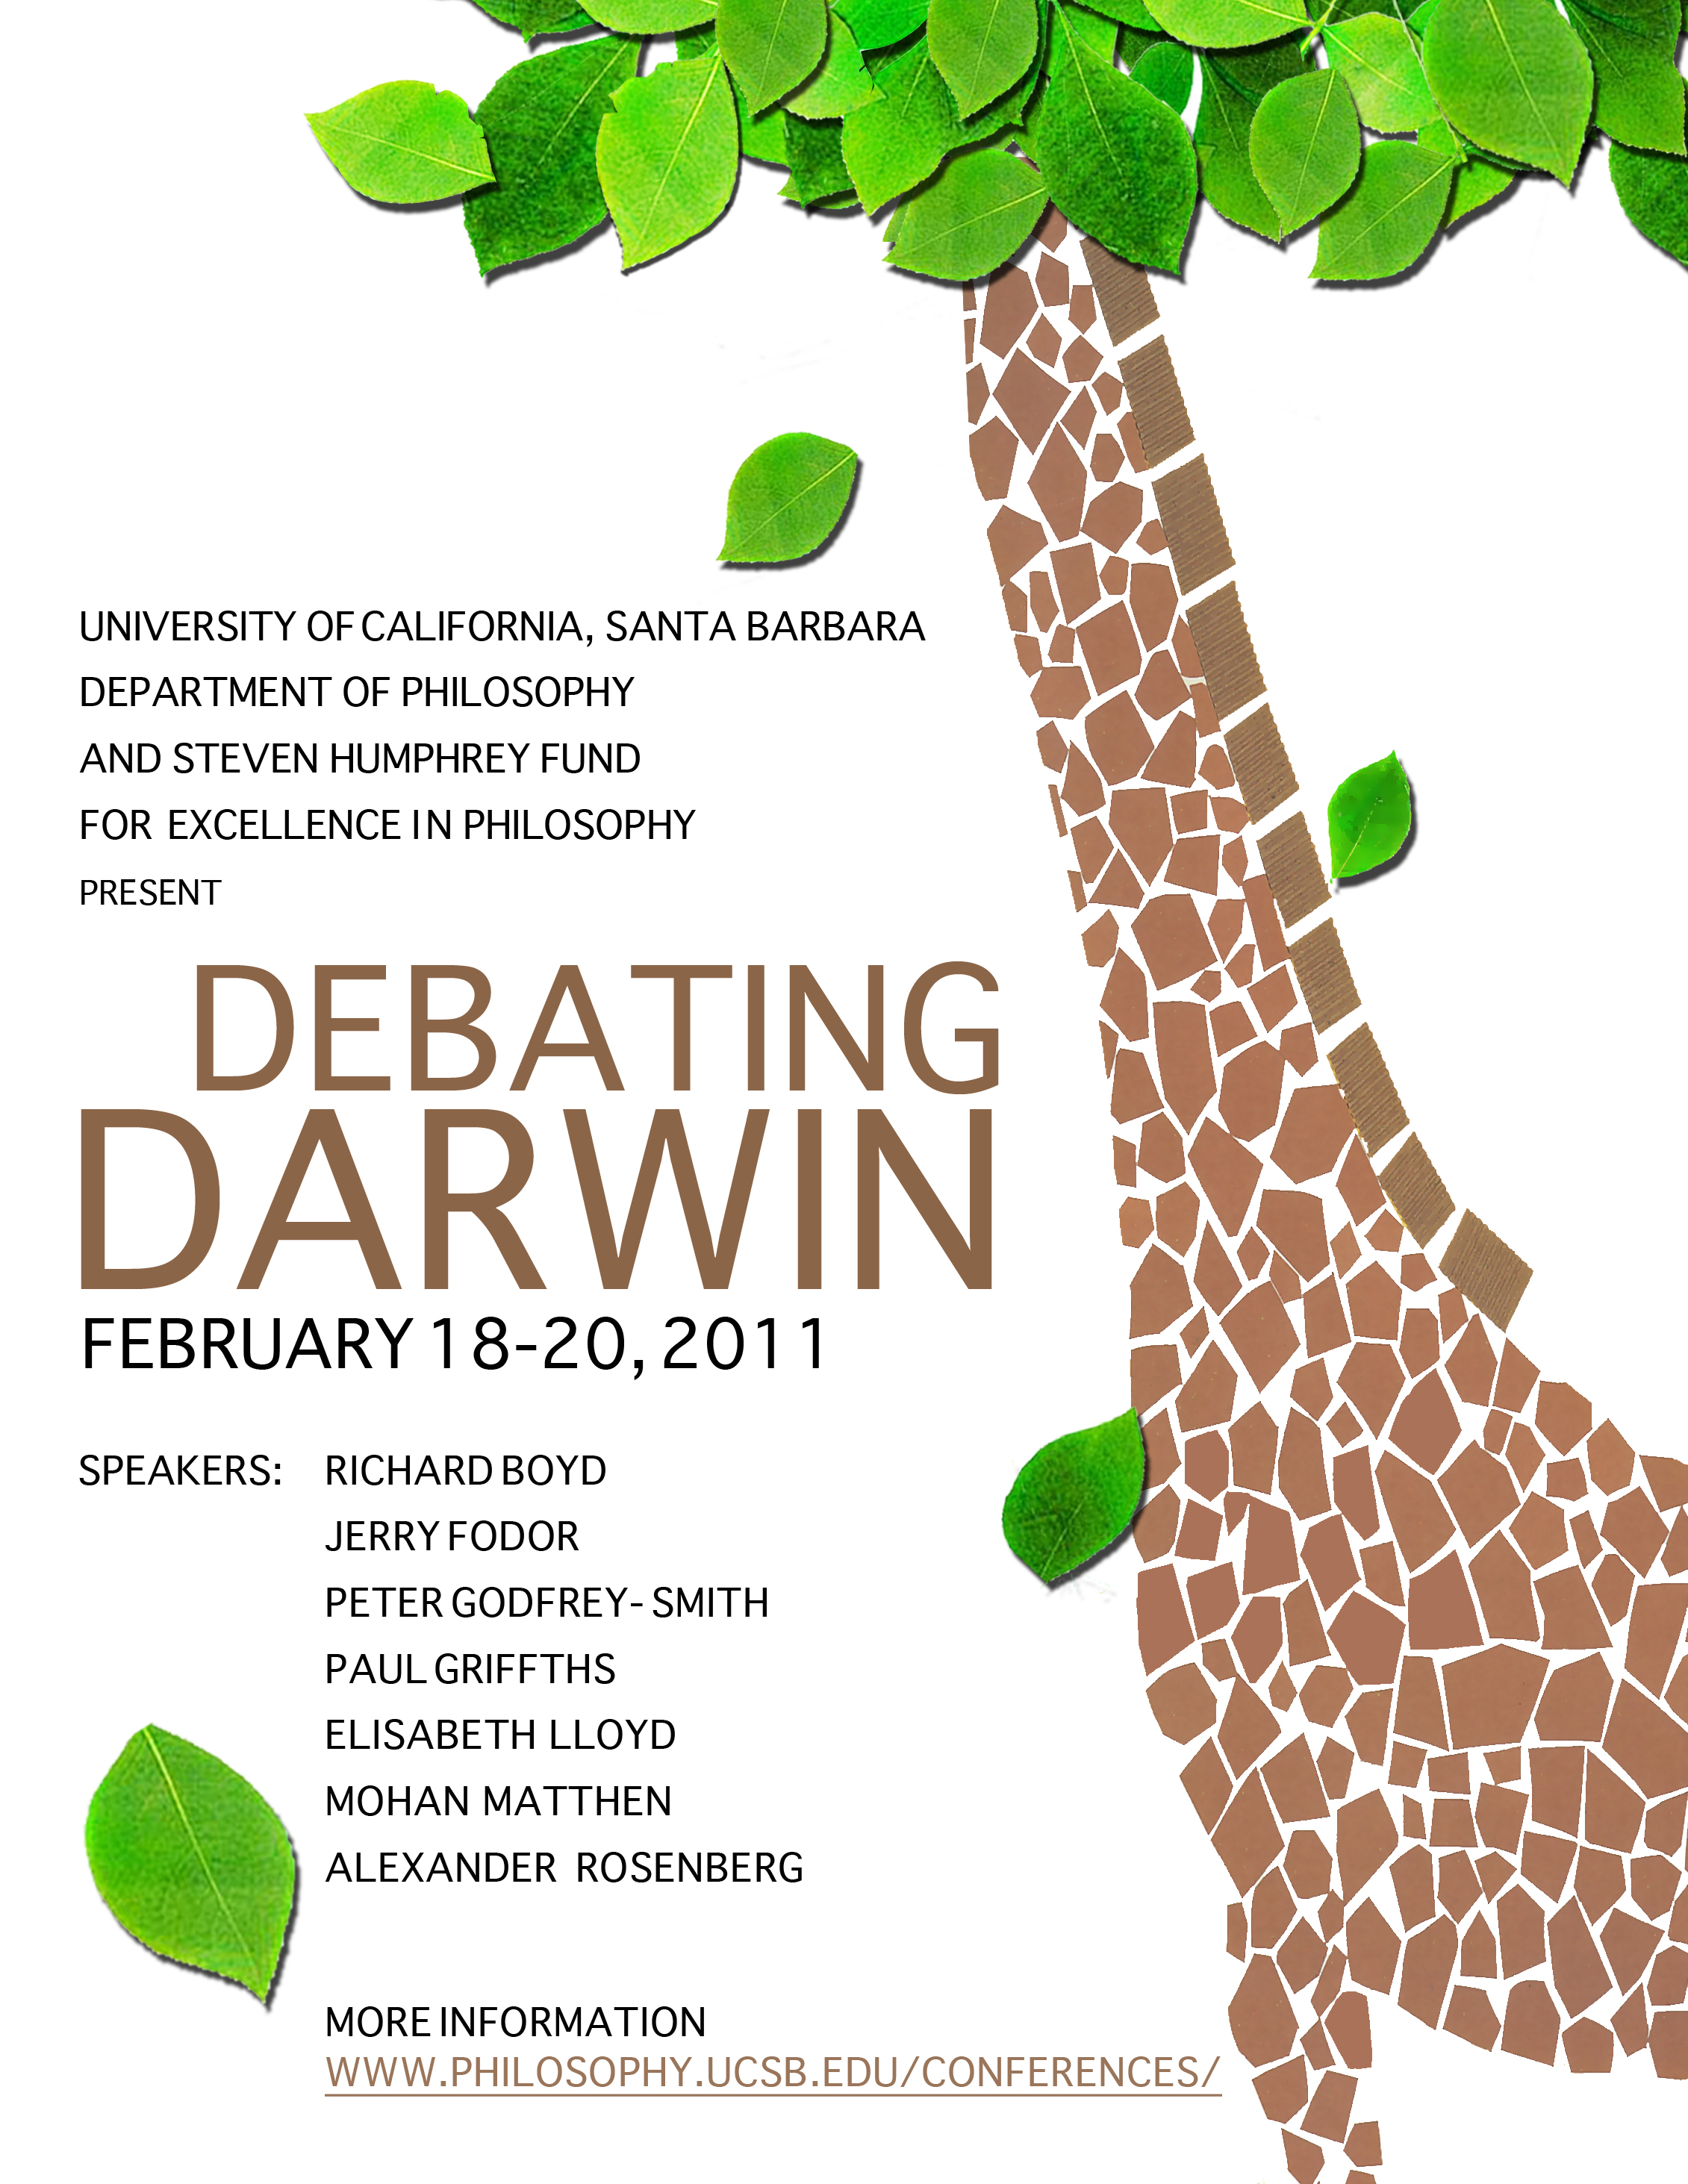 UNIVERSITY OF CALIFORNIA, SANTA BARBARA
DEPARTMENT OF PHILOSOPHY
AND STEVEN HUMPHREY FUND
FOR EXCELLENCE IN PHILOSOPHY
PRESENT
DEBATING
DARWIN
FEBRUARY 18-20, 2011
SPEAKERS: RICHARD BOYD
JERRY FODOR
PETER GODFREY-SMITH
PAUL GRIFFTHS
ELISABETH LLOYD
MOHAN MATTHEN
ALEXANDER ROSENBERG
MORE INFORMATION
WWW.PHILOSOPHY.UCSB.EDU/CONFERENCES/